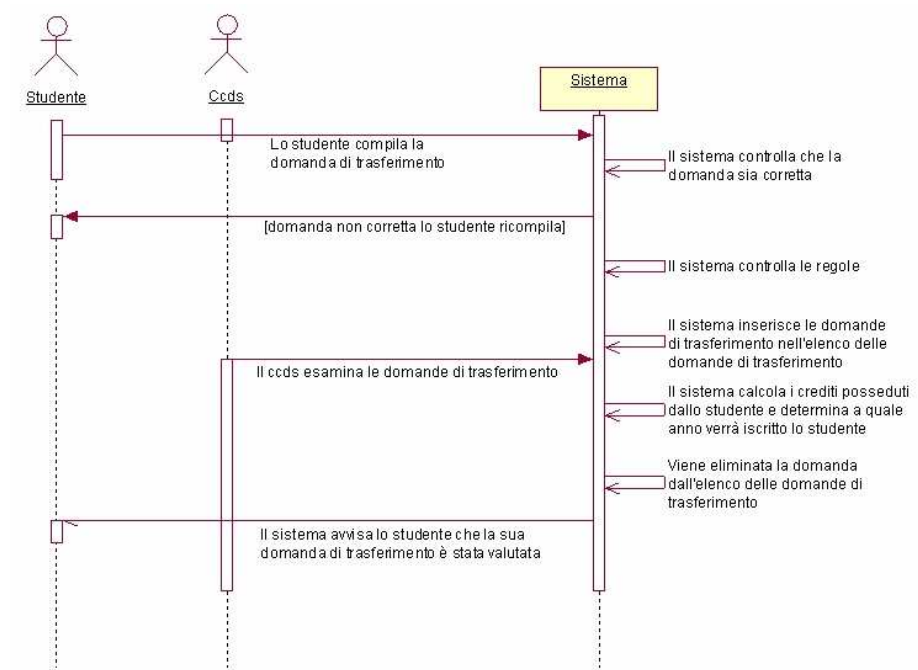 Studente
Ccds
Sistema
Lo studente compila la
domanda di trasferimento
Il sistema controlla che la
domanda sia corretta
[domanda non corretta lo studente ricompila]
Il sistema controlla le regole
Il sistema inserisce le domande
di trasferimento nell'elenco delle
domande di trasferimento
Il ccds esamina le domande di trasferimento
Il sistema calcola i crediti posseduti
dallo studente e determina a quale
anno verrà iscritto lo studente
Viene eliminata la domanda
dall'elenco delle domande di
trasferimento
Il sistema avvisa lo studente che la sua
domanda di trasferimento è stata valutata